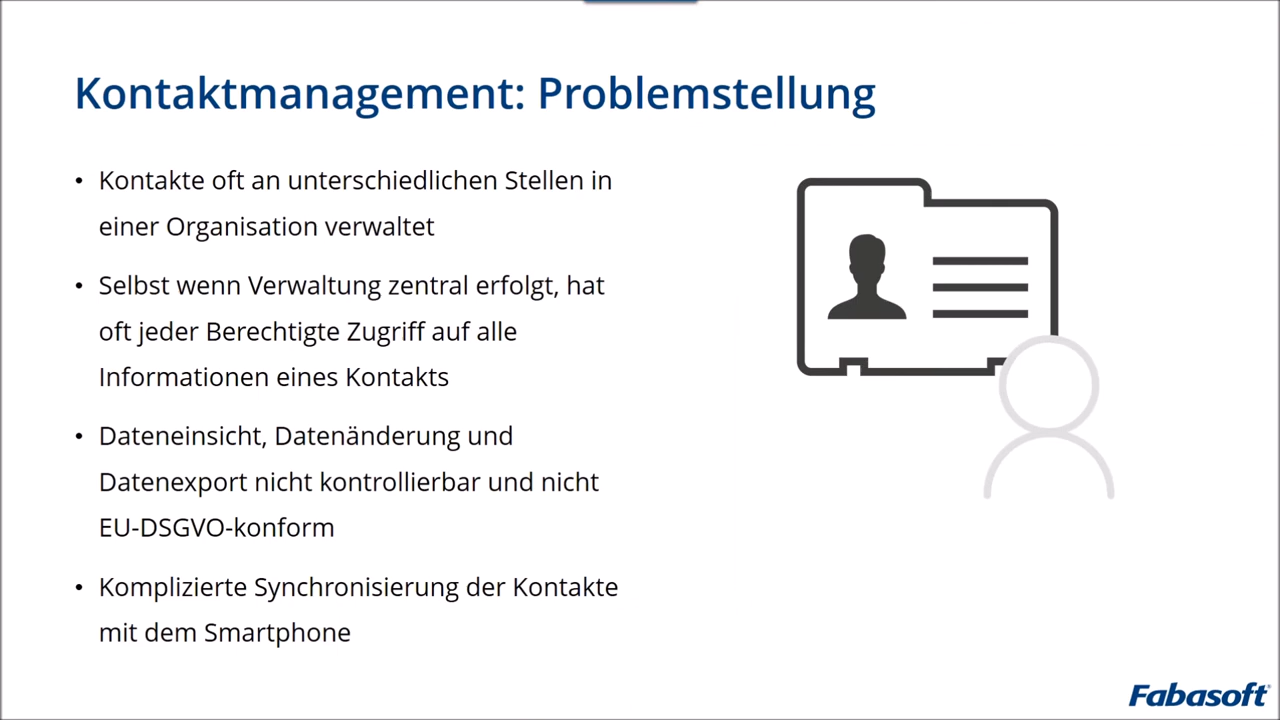 Kontaktmanagement: Problemstellung
• Kontakte oft an unterschiedlichen Stellen in
einer Organisation verwaltet
• Selbst wenn Verwaltung zentral erfolgt, hat
oft jeder Berechtigte Zugriff auf alle
Informationen eines Kontakts
• Dateneinsicht, Datenänderung und
Datenexport nicht kontrollierbar und nicht
EU-DSGVO-konform
• Komplizierte Synchronisierung der Kontakte
mit dem Smartphone
Fabasoft®